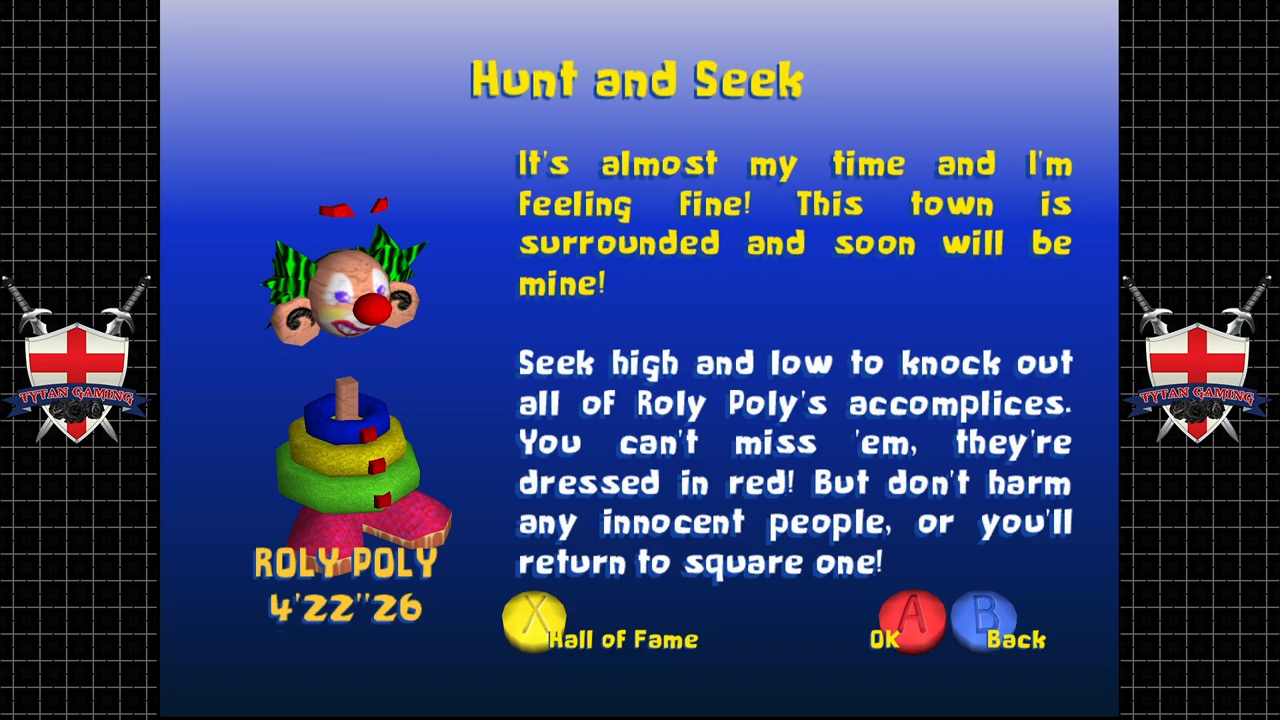 Hunt and Seek
It's almost my time and I'm
feeling fine! This town is
surrounded and soon will be
mine!
Seek high and low to knock out
all of Roly Poly's accomplices.
You can't miss 'em, they're
dressed in red! But don't harm
any innocent people, or you'll
return to square one!
ROLY POLY
4'22"26
X Hall of Fame
OK A B Back
TYTAN GAMING
TYTAN GAMING